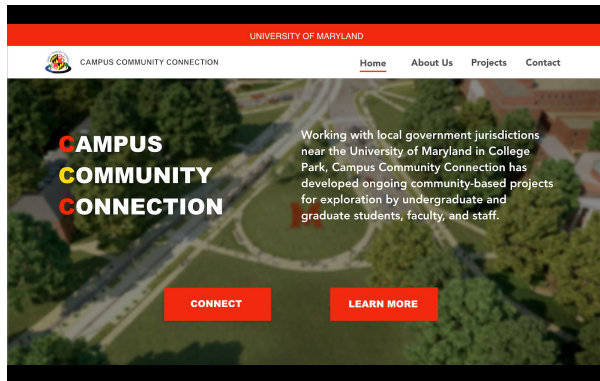 UNIVERSITY OF MARYLAND
CAMPUS COMMUNITY CONNECTION
Home About Us Projects Contact
CAMPUS
COMMUNITY
CONNECTION
Working with local government jurisdictions
near the University of Maryland in College
Park, Campus Community Connection has
developed ongoing community-based projects
for exploration by undergraduate and
graduate students, faculty, and staff.
M
CONNECT
LEARN MORE